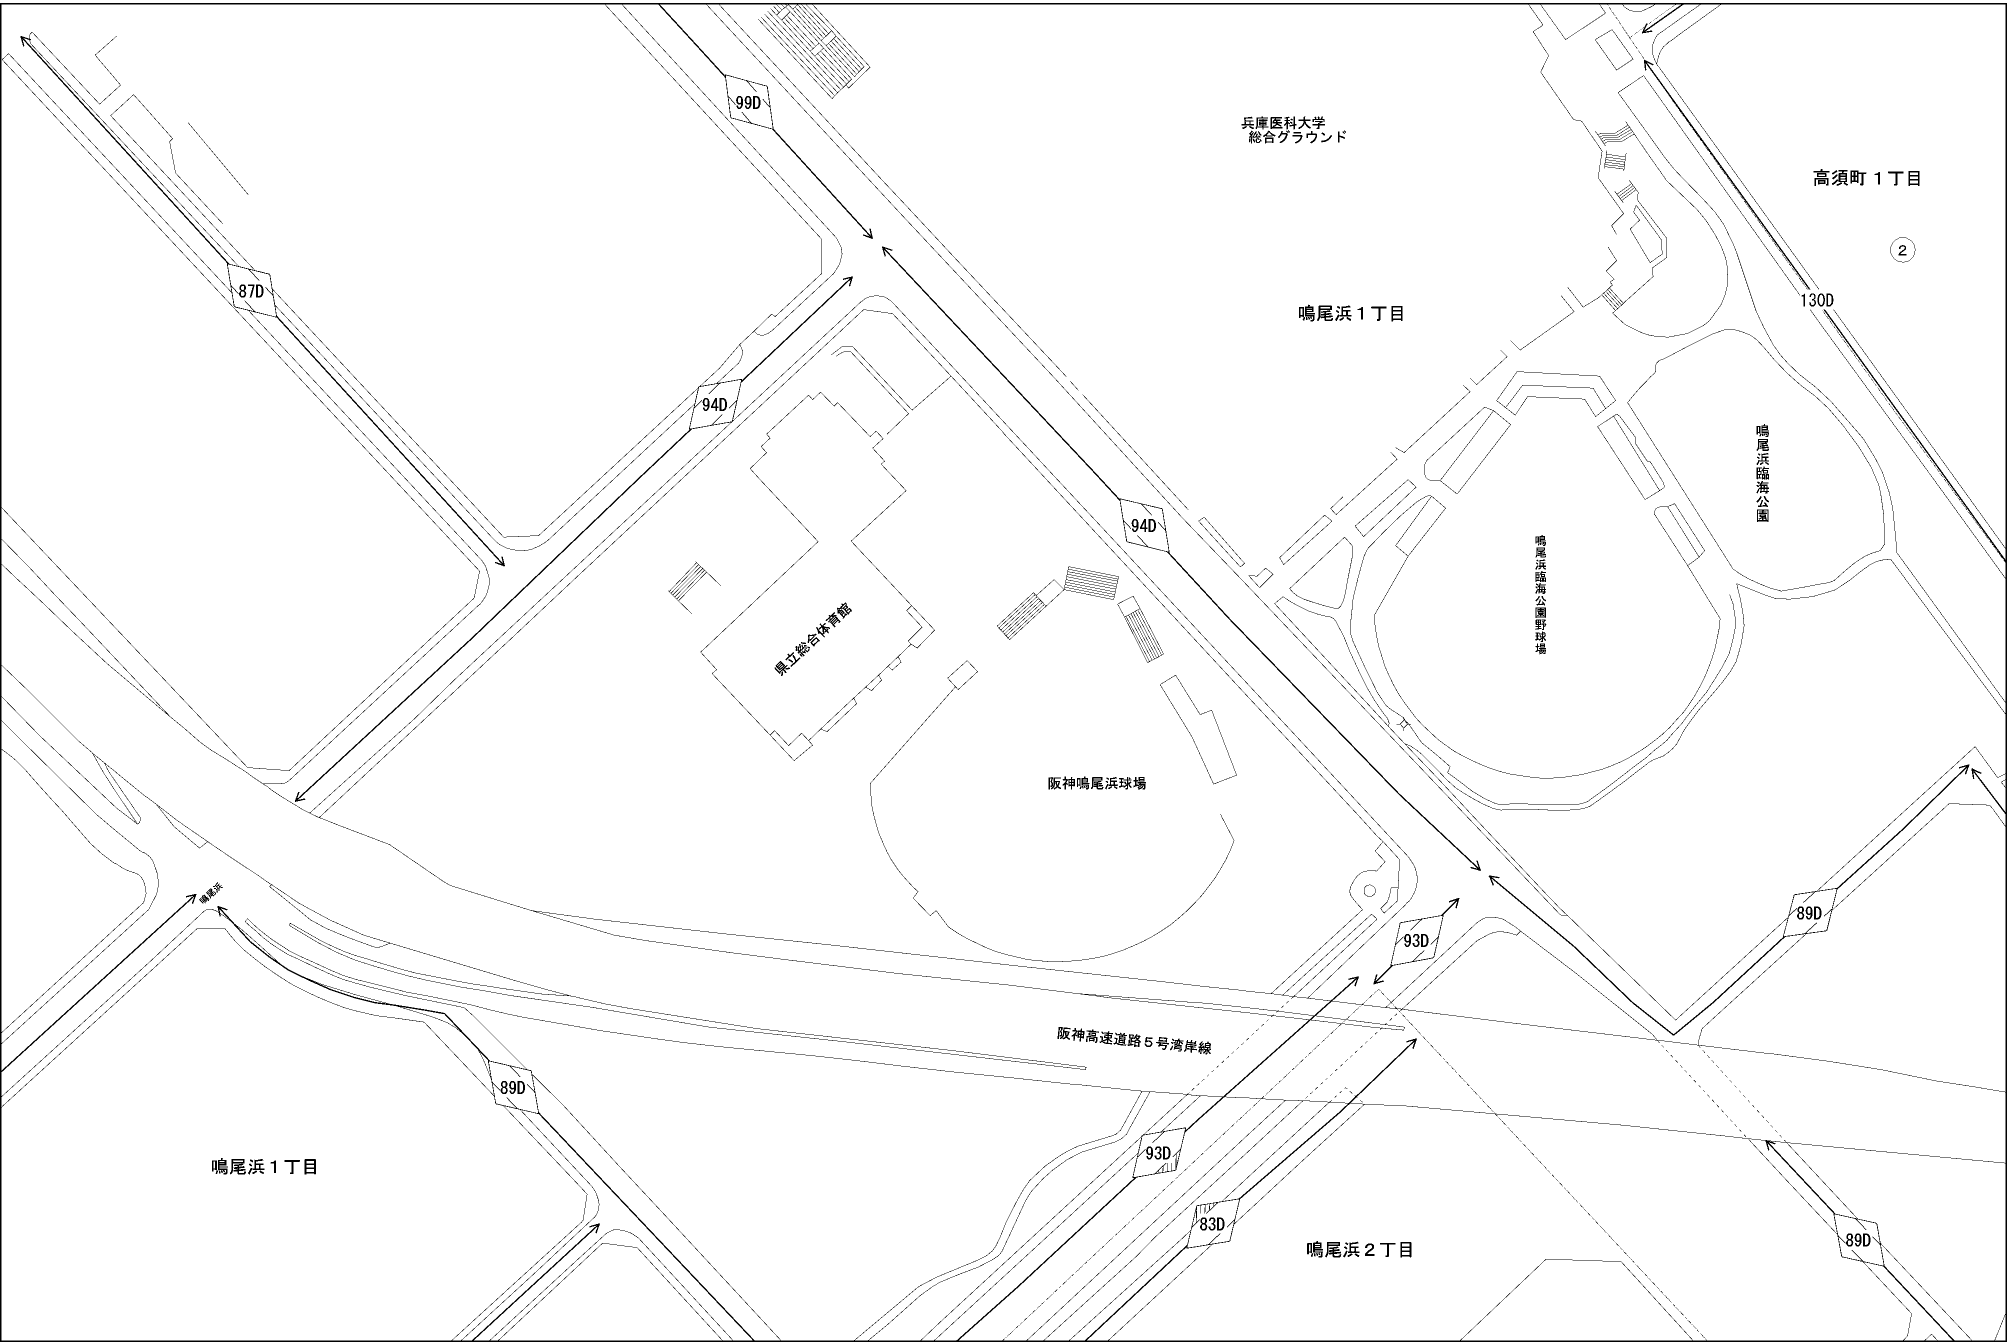 99D
兵庫医科大学
総合グラウンド
高須町１丁目
2
87D
130D
鳴尾浜１丁目
94D
鳴尾浜臨海公園
94D
鳴尾浜臨海公園野球場
県立総合体育館
阪神鳴尾浜球場
鳴尾浜
89D
93D
阪神高速道路５号湾岸線
89D
93D
鳴尾浜１丁目
83D
鳴尾浜２丁目
89D